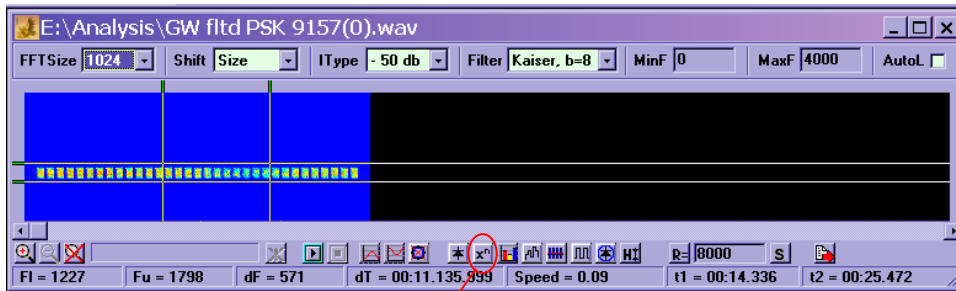 E:\Analysis\GW fltd PSK 9157(0).wav
FFTSize 1024 Shift Size IType - 50 db Filter Kaiser, b=8 MinF 0 MaxF 4000 AutoL
xⁿ HI R= 8000 S
Fl = 1227 Fu = 1798 dF = 571 dT = 00:11.135,999 Speed = 0.09 t1 = 00:14.336 t2 = 00:25.472